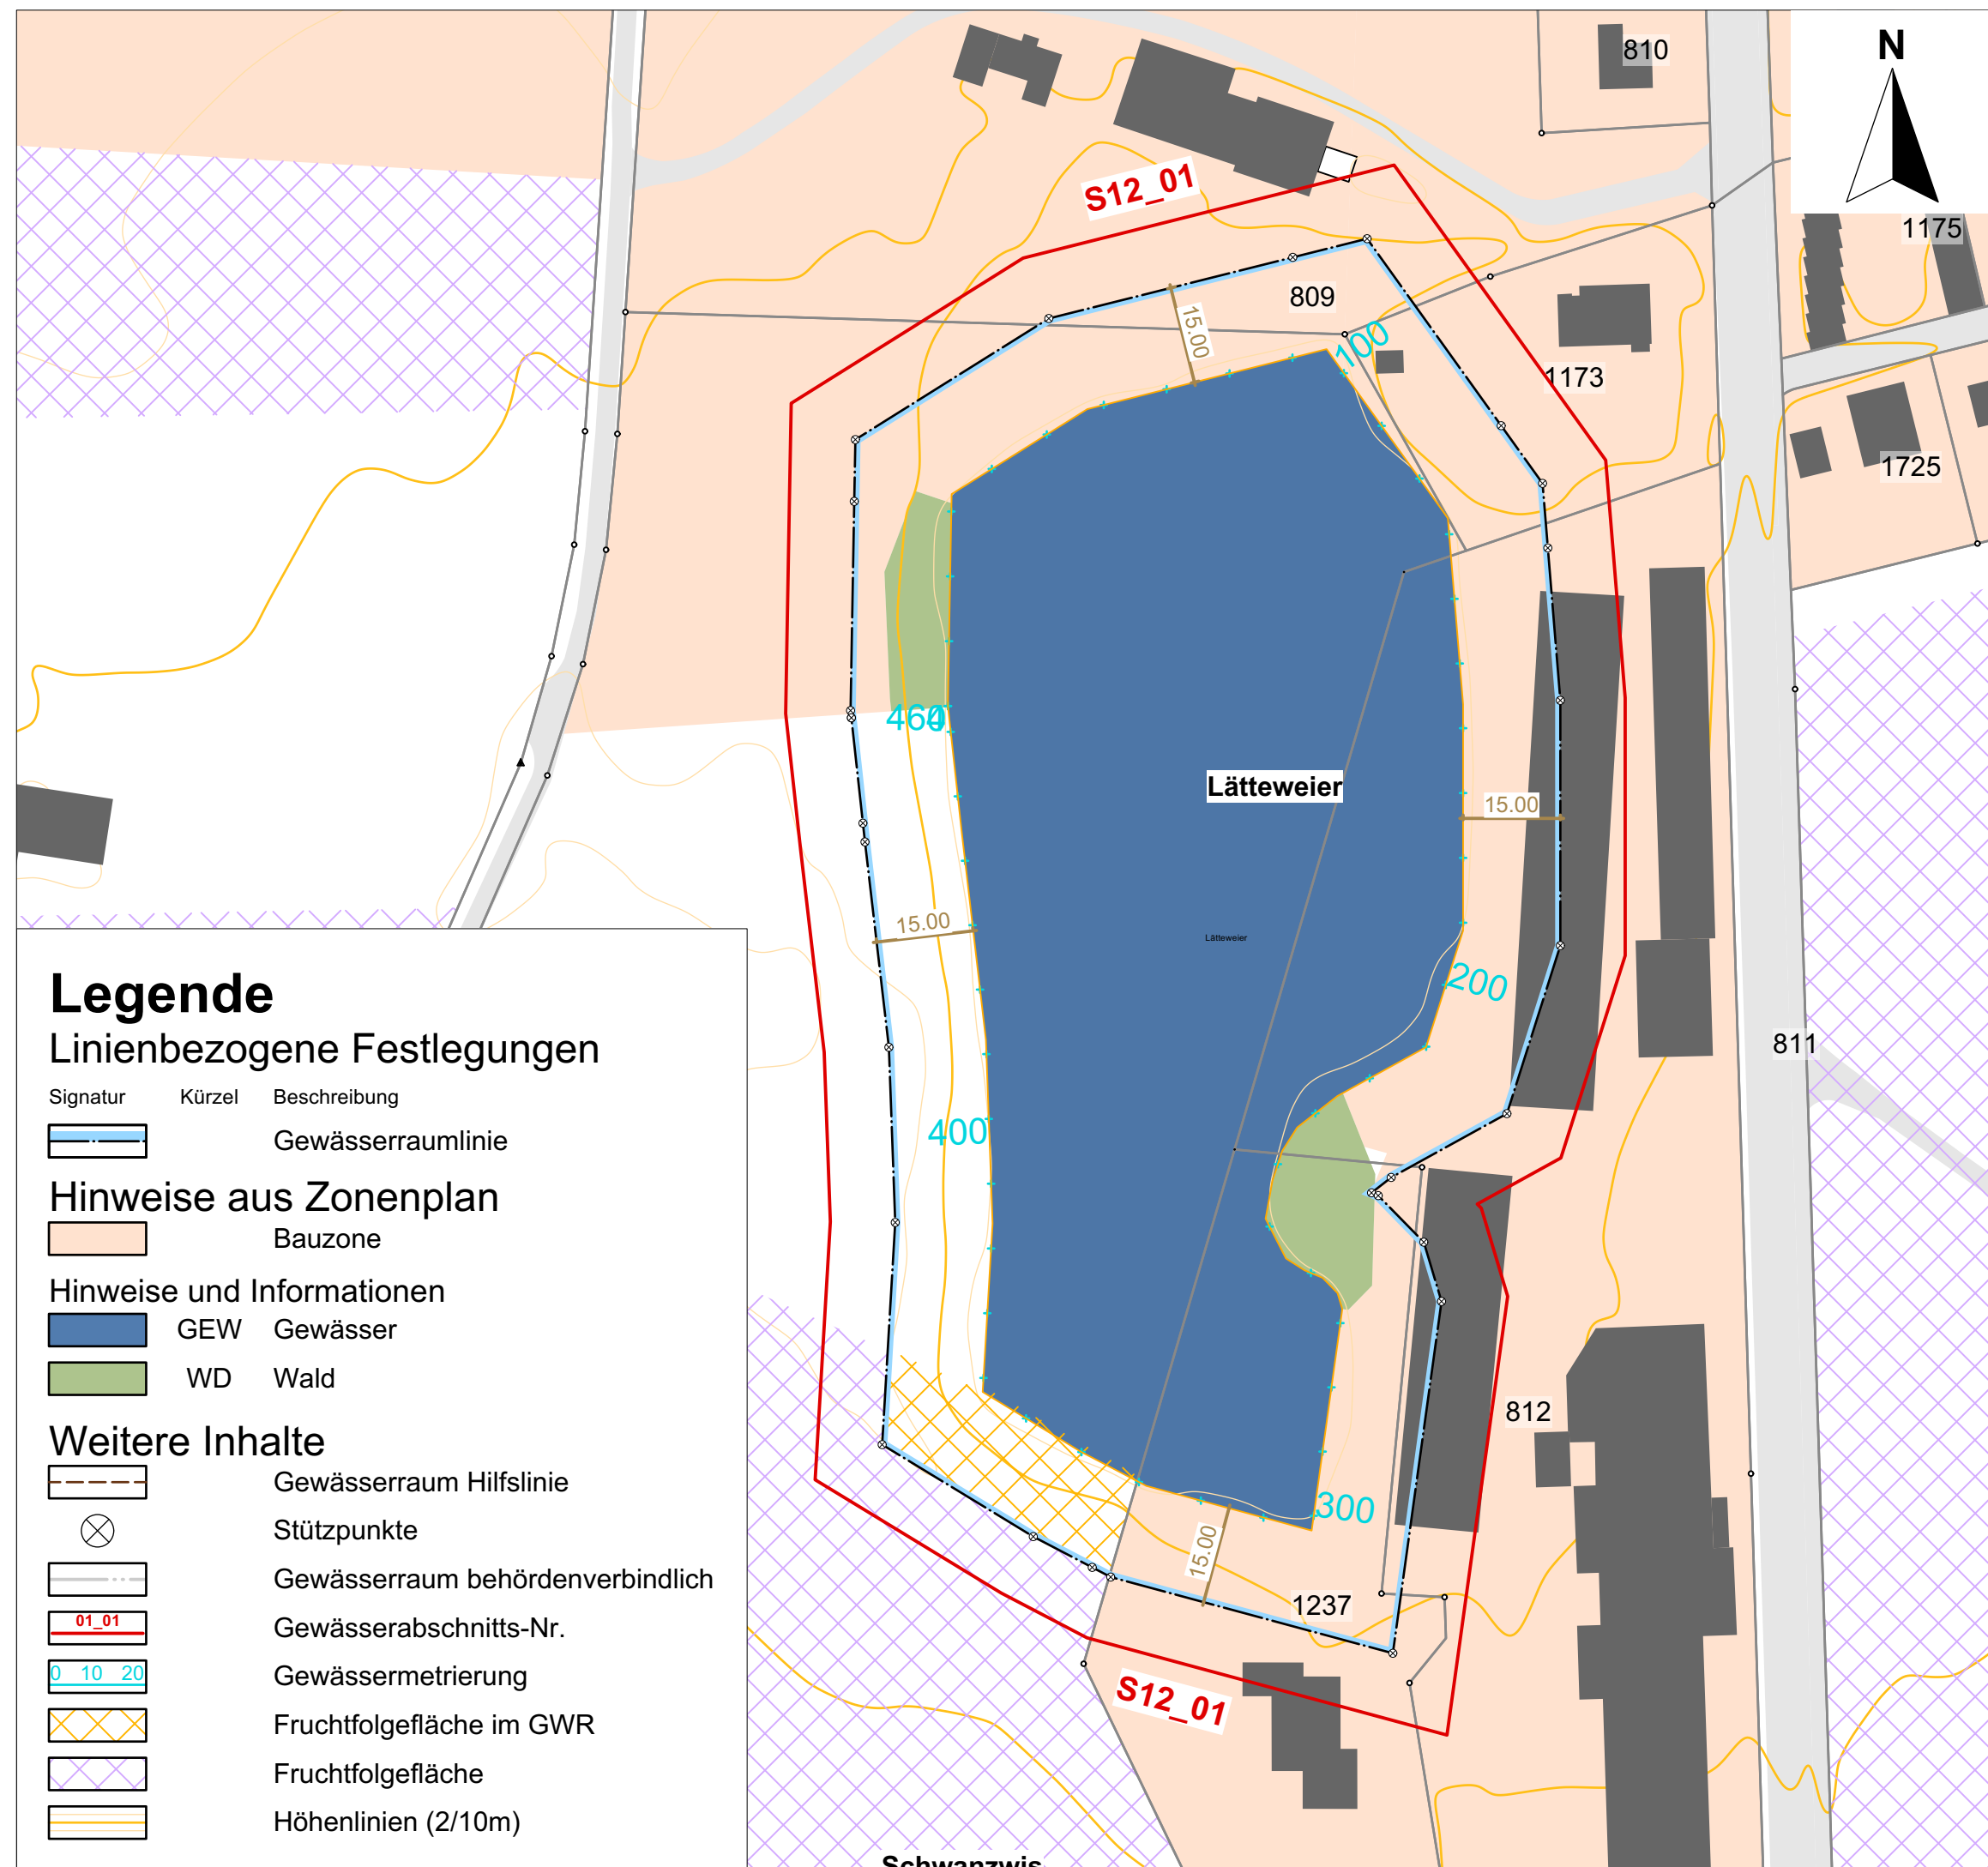 N
810
S12_01
1175
809
15.00
100
1173
1725
460
Lätteweier
15.00
15.00
Lätteweier
200
811
400
812
300
15.00
1237
S12_01
Schwanzwis
Legende
Linienbezogene Festlegungen
Signatur Kürzel Beschreibung
Gewässerraumlinie
Hinweise aus Zonenplan
Bauzone
Hinweise und Informationen
GEW Gewässer
WD Wald
Weitere Inhalte
Gewässerraum Hilfslinie
Stützpunkte
Gewässerraum behördenverbindlich
01_01 Gewässerabschnitts-Nr.
0 10 20 Gewässermetrierung
Fruchtfolgefläche im GWR
Fruchtfolgefläche
Höhenlinien (2/10m)